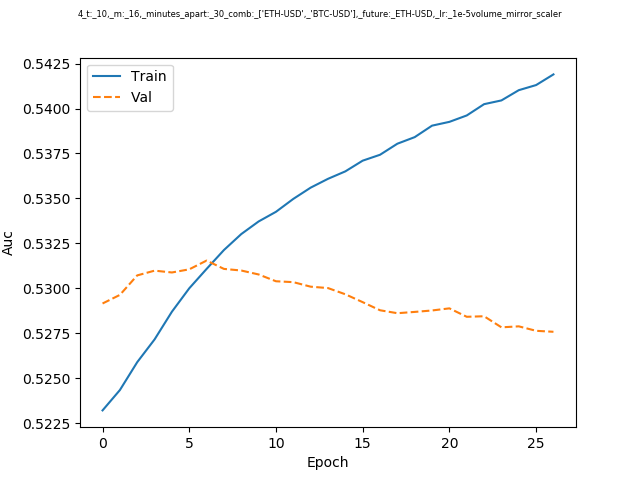 4_t:_10,_m:_16,_minutes_apart:_30_comb:_['ETH-USD',_'BTC-USD'],_future:_ETH-USD,_lr:_1e-5volume_mirror_scaler
0.5425
0.5400
0.5375
0.5350
0.5325
0.5300
0.5275
0.5250
0.5225
Auc
Train
Val
0 5 10 15 20 25
Epoch